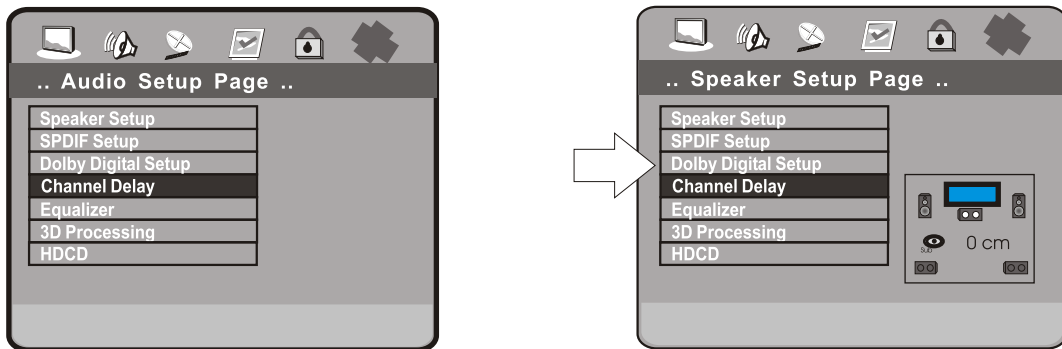 .. Audio Setup Page ..
Speaker Setup
SPDIF Setup
Dolby Digital Setup
Channel Delay
Equalizer
3D Processing
HDCD
.. Speaker Setup Page ..
Speaker Setup
SPDIF Setup
Dolby Digital Setup
Channel Delay
Equalizer
3D Processing
HDCD
SUB
0 cm